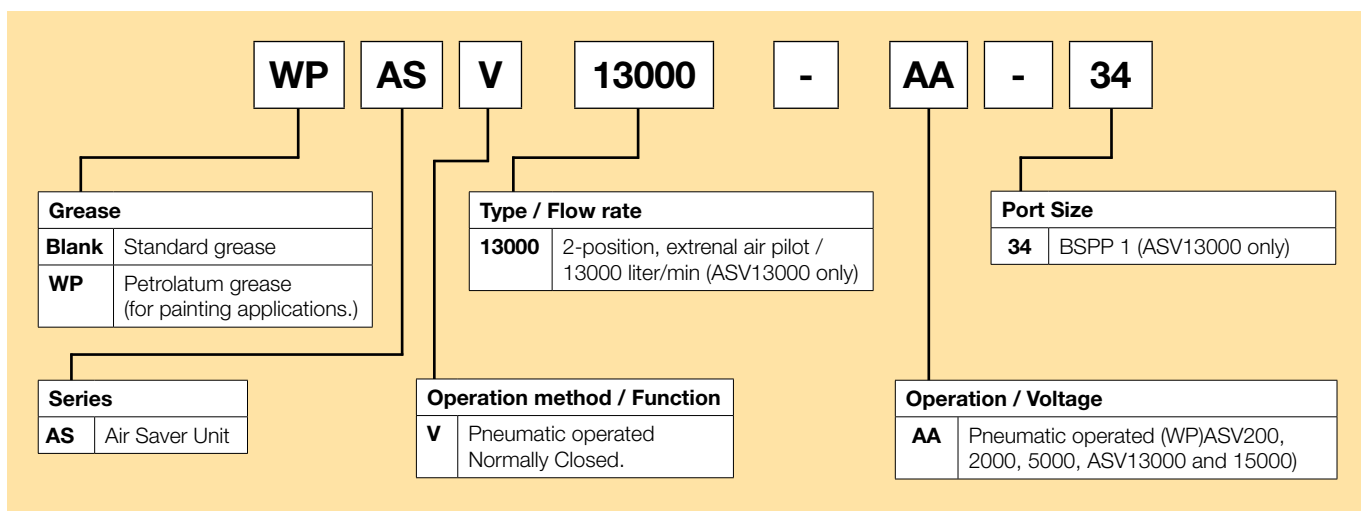 WP AS V 13000 - AA - 34
Grease
Blank Standard grease
WP Petrolatum grease
(for painting applications.)
Type / Flow rate
13000 2-position, extrenal air pilot /
13000 liter/min (ASV13000 only)
Port Size
34 BSPP 1 (ASV13000 only)
Series
AS Air Saver Unit
Operation method / Function
V Pneumatic operated
Normally Closed.
Operation / Voltage
AA Pneumatic operated (WP)ASV200,
2000, 5000, ASV13000 and 15000)